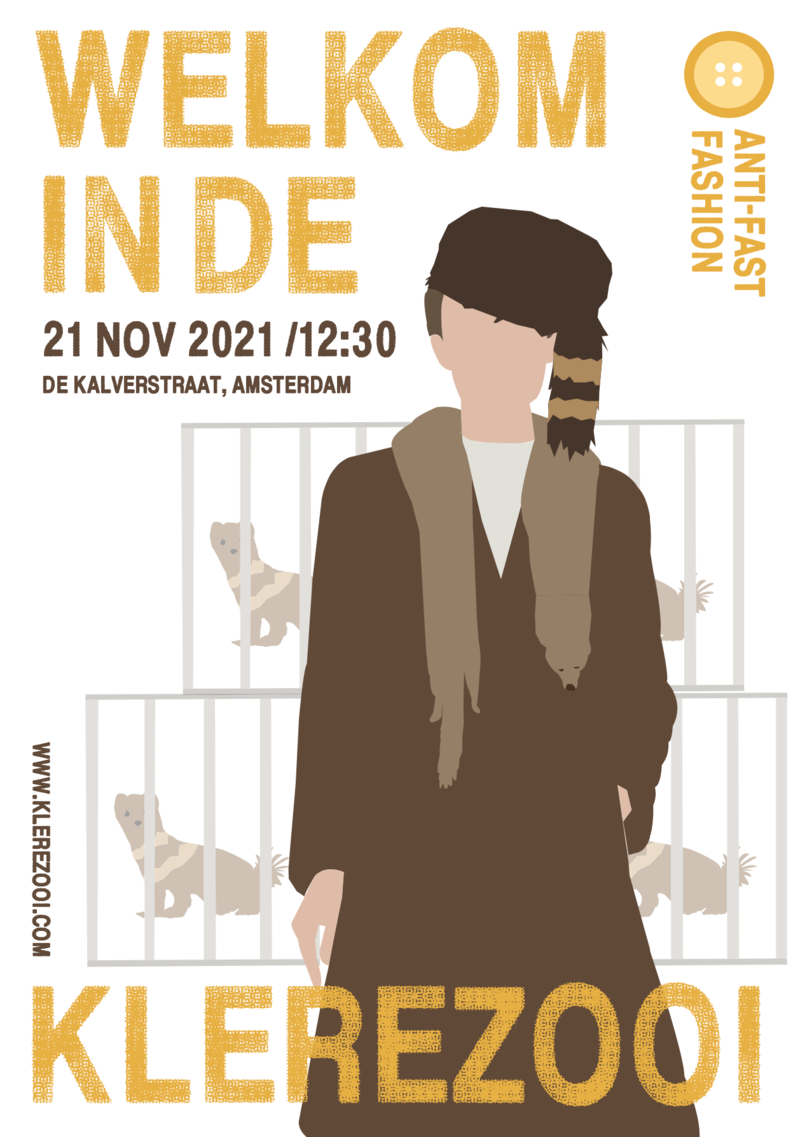 WELKOM
IN DE
21 NOV 2021 /12:30
DE KALVERSTRAAT, AMSTERDAM
ANTI-FAST
FASHION
WWW.KLEREZOOI.COM
KLEREZOOI